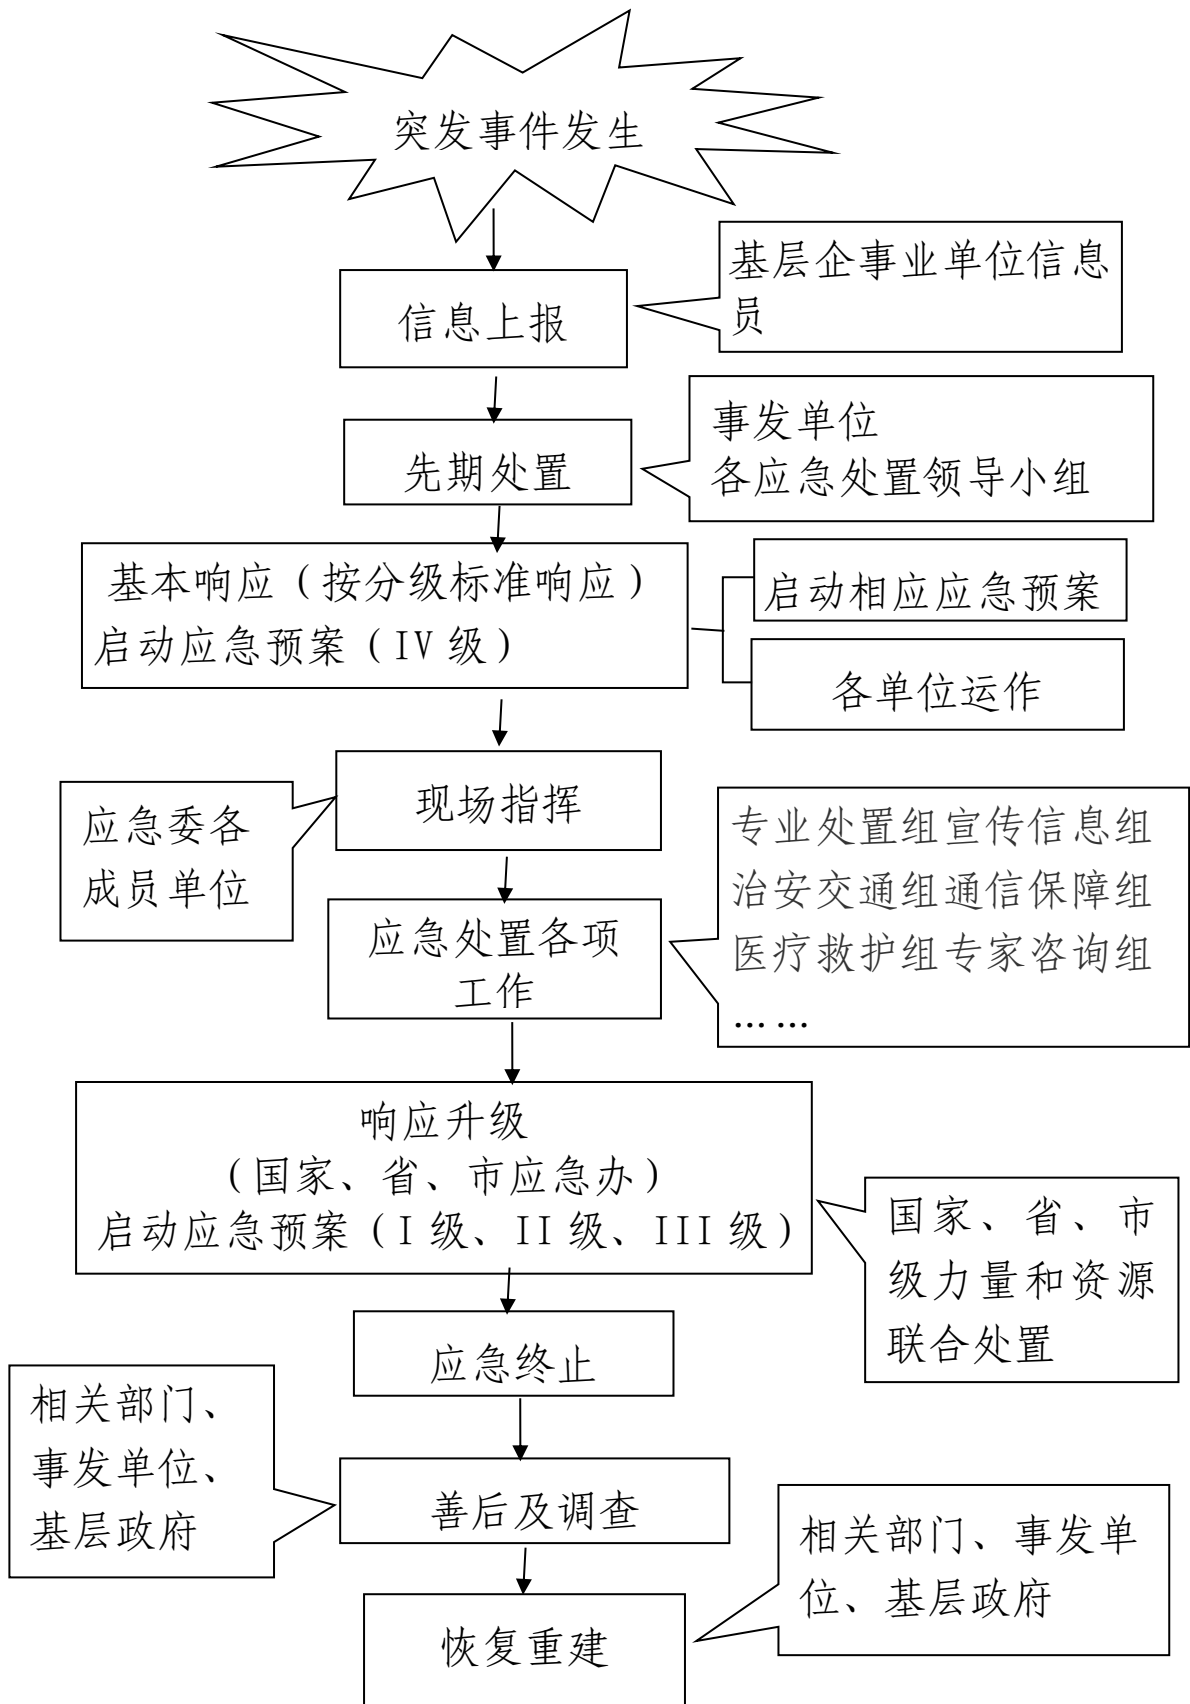 突发事件发生
基层企事业单位信息
员
信息上报
事发单位
各应急处置领导小组
先期处置
基本响应（按分级标准响应）
启动应急预案（IV 级）
启动相应应急预案
各单位运作
现场指挥
应急委各
成员单位
专业处置组宣传信息组
治安交通组通信保障组
医疗救护组专家咨询组
……
应急处置各项
工作
响应升级
（国家、省、市应急办）
启动应急预案（I 级、II 级、III 级）
国家、省、市
级力量和资源
联合处置
应急终止
相关部门、
事发单位、
基层政府
善后及调查
相关部门、事发单
位、基层政府
恢复重建